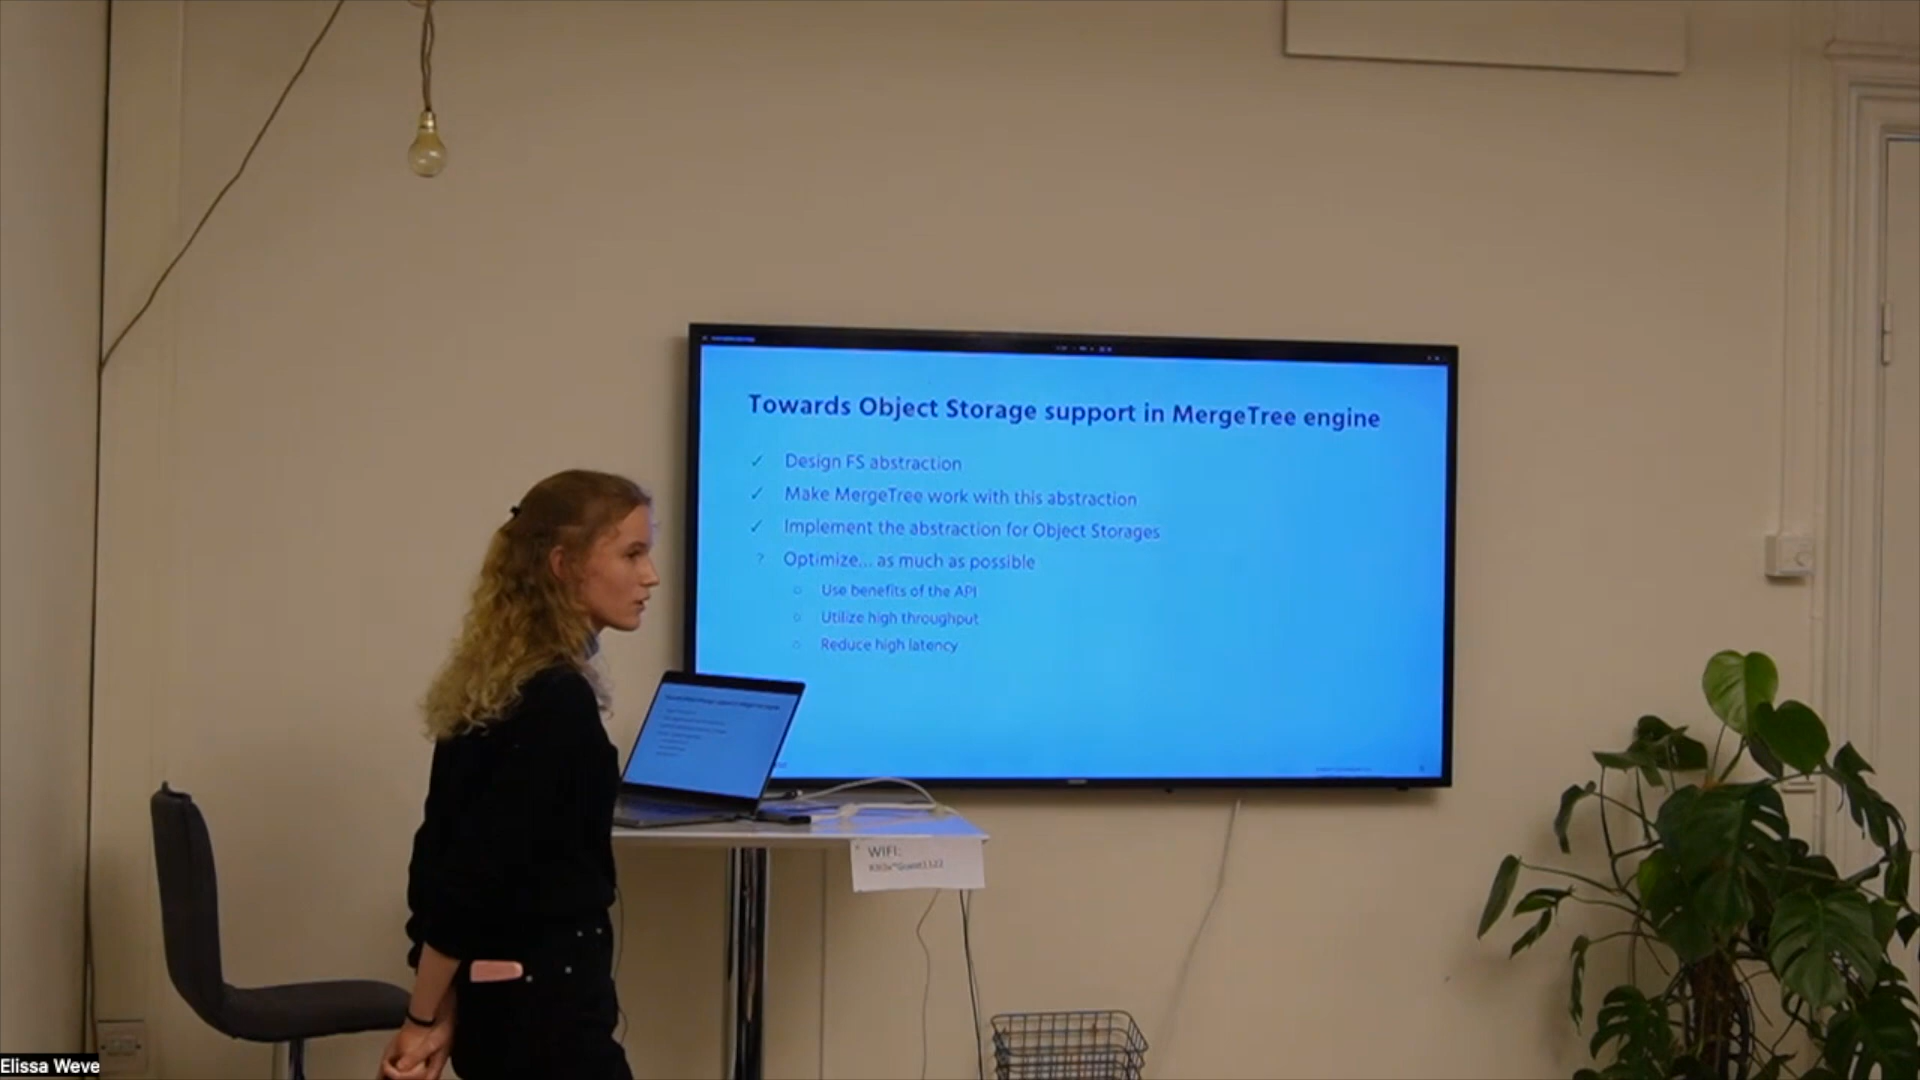 Towards Object Storage support in MergeTree engine
✓ Design FS abstraction
✓ Make MergeTree work with this abstraction
✓ Implement the abstraction for Object Storages
? Optimize... as much as possible
○ Use benefits of the API
○ Utilize high throughput
○ Reduce high latency
WIFI:
Elissa Weve